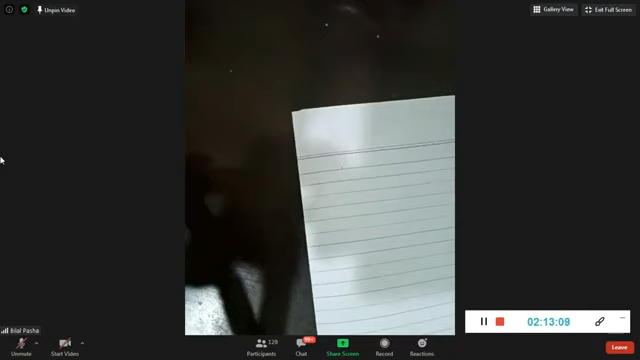 Unpin Video
Gallery View
Exit Full Screen
Bilal Pasha
02:13:09
Unmute
Start Video
128
Participants
99+
Chat
Share Screen
Record
Reactions
Leave